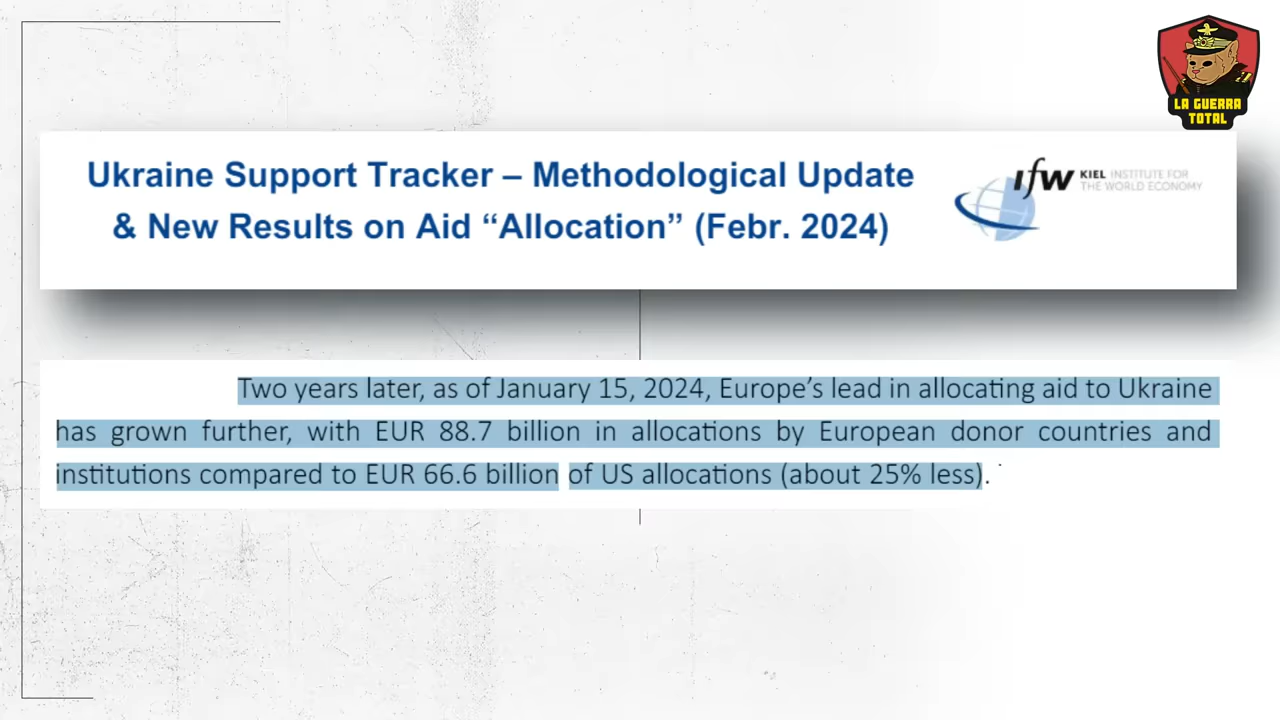 LA GUERRA
TOTAL
Ukraine Support Tracker – Methodological Update
& New Results on Aid “Allocation” (Febr. 2024)
ifw KIEL INSTITUTE FOR
THE WORLD ECONOMY
Two years later, as of January 15, 2024, Europe’s lead in allocating aid to Ukraine
has grown further, with EUR 88.7 billion in allocations by European donor countries and
institutions compared to EUR 66.6 billion of US allocations (about 25% less).